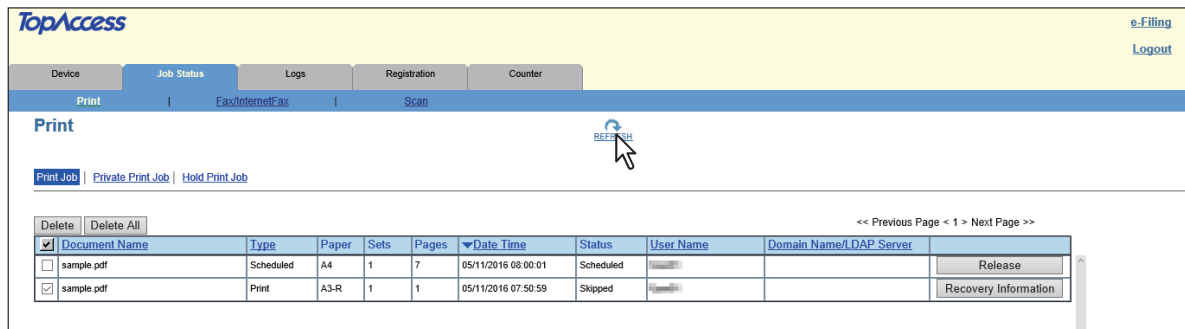 TopAccess
e-Filing
Logout
Device Job Status Logs Registration Counter
Print | Fax/InternetFax | Scan
Print
REFRESH
Print Job | Private Print Job | Hold Print Job
Delete Delete All << Previous Page < 1 > Next Page >>
Document Name Type Paper Sets Pages Date Time Status User Name Domain Name/LDAP Server
sample.pdf Scheduled A4 1 7 05/11/2016 08:00:01 Scheduled Release
sample.pdf Print A3-R 1 1 05/11/2016 07:50:59 Skipped Recovery Information